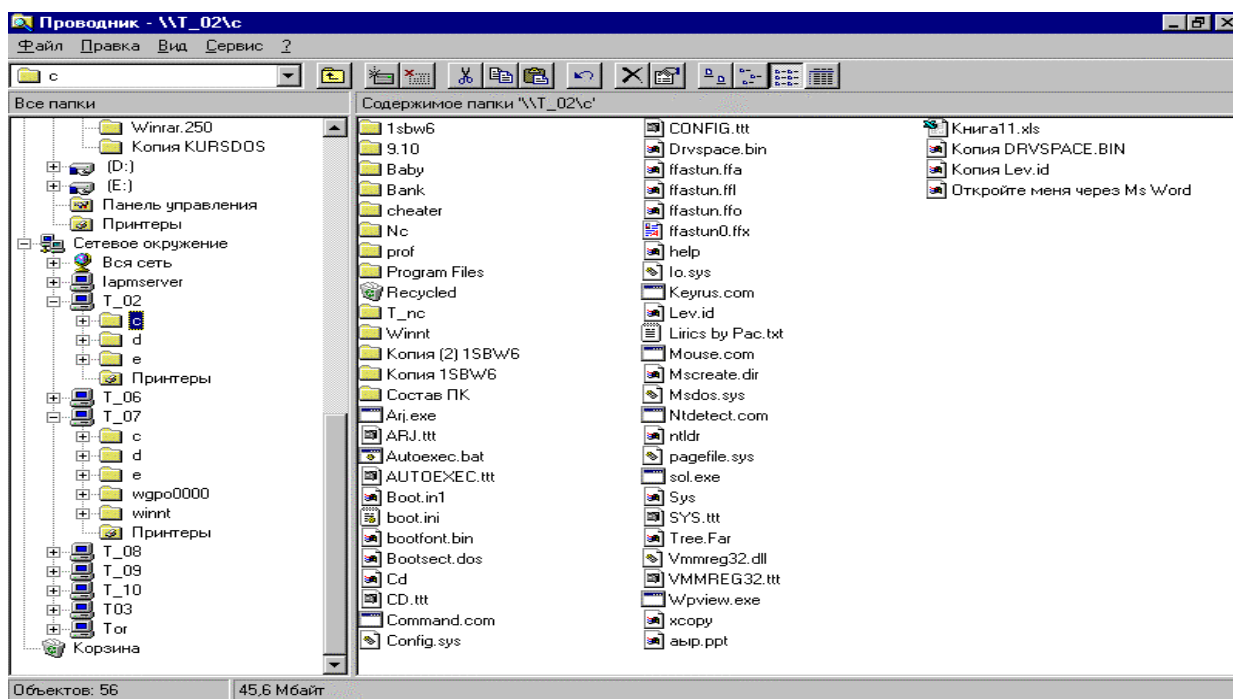 Проводник - \\T_02\c
Файл Правка Вид Сервис ?
c
Все папки
Содержимое папки '\\T_02\c'
Winrar.250
Копия KURSDOS
(D:)
(E:)
Панель управления
Принтеры
Сетевое окружение
Вся сеть
lapmserver
T_02
c
d
e
Принтеры
T_06
T_07
c
d
e
wgpo0000
winnt
Принтеры
T_08
T_09
T_10
T03
Tor
Корзина
1sbw6
9.10
Baby
Bank
cheater
Nc
prof
Program Files
Recycled
T_nc
Winnt
Копия (2) 1SBW6
Копия 1SBW6
Состав ПК
Arj.exe
ARJ.ttt
Autoexec.bat
AUTOEXEC.ttt
Boot.in1
boot.ini
bootfont.bin
Bootsect.dos
Cd
CD.ttt
Command.com
Config.sys
CONFIG.ttt
Drvspace.bin
ffastun.ffa
ffastun.ffl
ffastun.ffo
ffastun0.ffx
help
Io.sys
Keyrus.com
Lev.id
Lirics by Pac.txt
Mouse.com
Mscreate.dir
Msdos.sys
Ntdetect.com
ntldr
pagefile.sys
sol.exe
Sys
SYS.ttt
Tree.Far
Vmmreg32.dll
VMMREG32.ttt
Wpview.exe
xcopy
аыр.ppt
Книга11.xls
Копия DRVSPACE.BIN
Копия Lev.id
Откройте меня через Ms Word
Объектов: 56
45,6 Мбайт